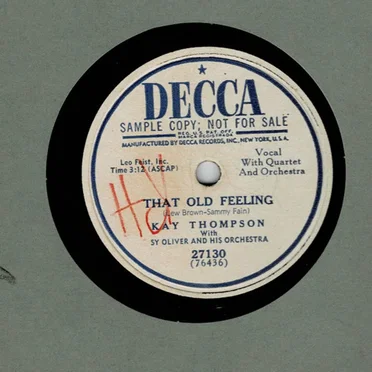 DECCA
SAMPLE COPY; NOT FOR SALE
REG. U.S. PAT. OFF.
MARCA REGISTRADA
MANUFACTURED BY DECCA RECORDS, INC., NEW YORK, U.S.A.
Leo Feist, Inc.
Time 3:12 (ASCAP)
Vocal
With Quartet
And Orchestra
THAT OLD FEELING
(Lew Brown-Sammy Fain)
KAY THOMPSON
With
SY OLIVER AND HIS ORCHESTRA
27130
(76436)